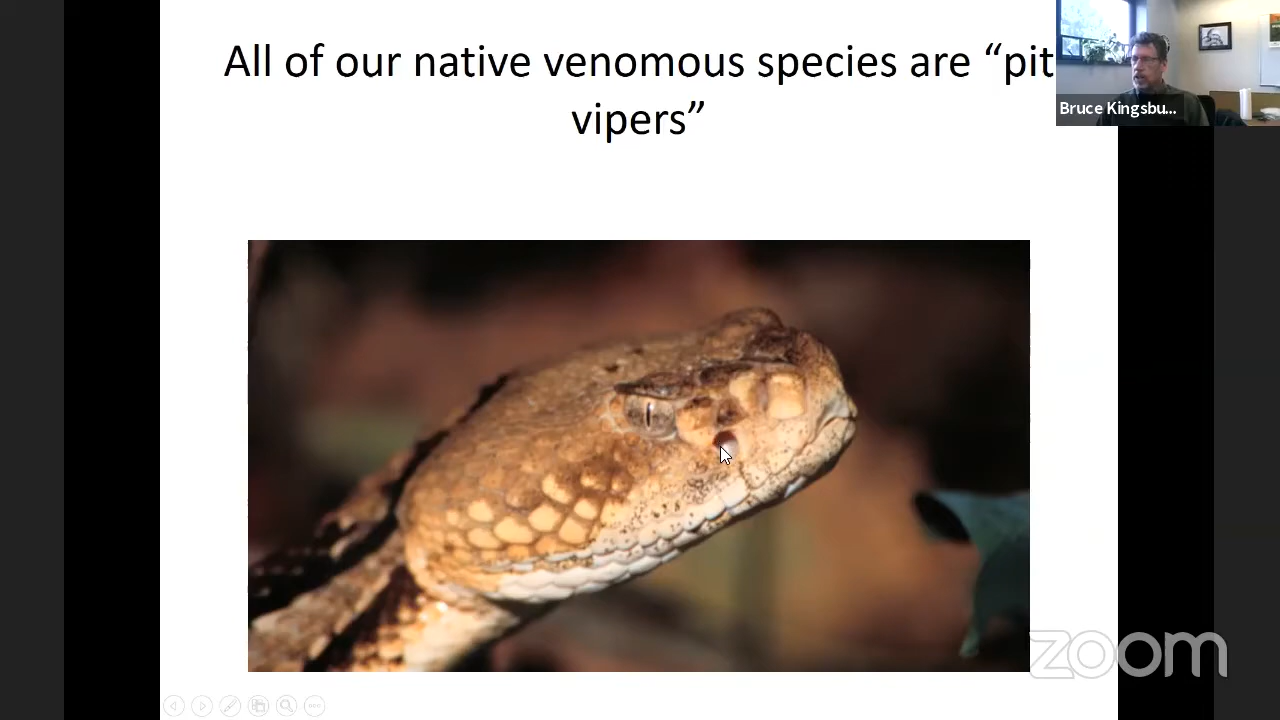 All of our native venomous species are “pit
vipers”
Bruce Kingsbu...
zoom